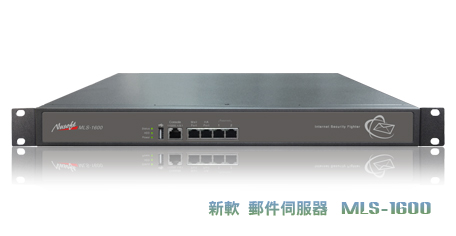 Nusoft MLS-1600
Internet Security Fighter
新軟 郵件伺服器 MLS-1600